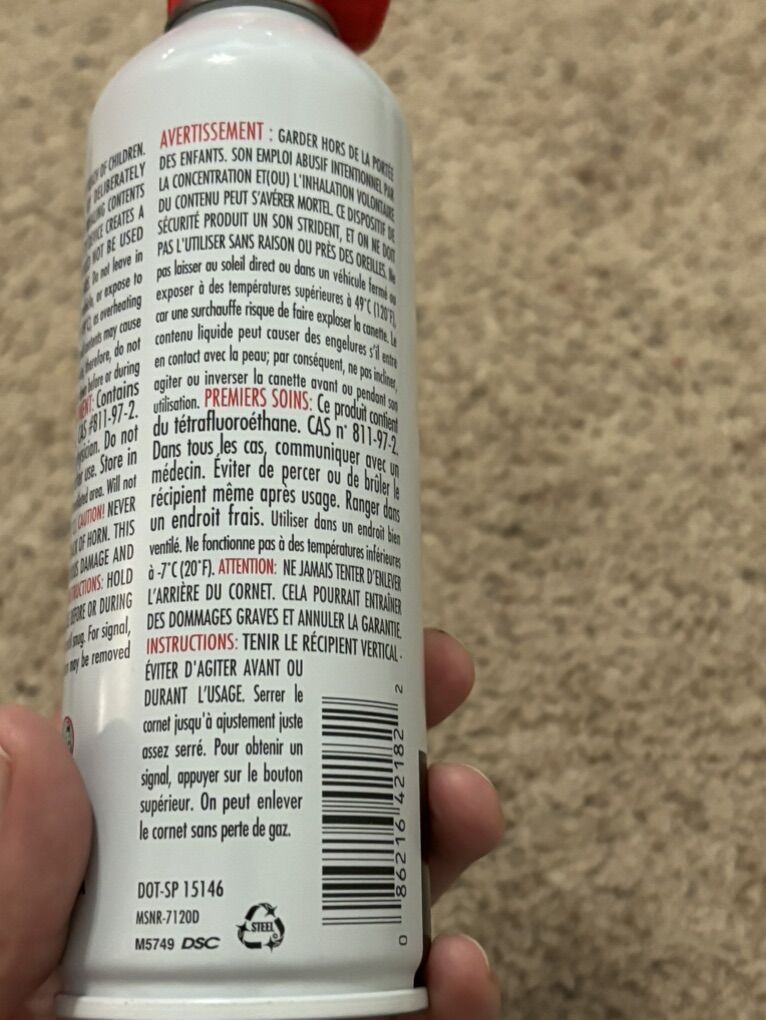 OF CHILDREN.
DELIBERATELY
CONTENTS
CREATES A
NOT BE USED
Do not leave in
or expose to
as overheating
may cause
therefore, do not
before or during
Contains
CAS #811-97-2.
Do not
use. Store in
area. Will not
CAUTION! NEVER
OF HORN. THIS
DAMAGE AND
HOLD
BEFORE OR DURING
snug. For signal,
may be removed
AVERTISSEMENT : GARDER HORS DE LA PORTÉE
DES ENFANTS. SON EMPLOI ABUSIF INTENTIONNEL PAR
LA CONCENTRATION ET(OU) L'INHALATION VOLONTAIRE
DU CONTENU PEUT S'AVÉRER MORTEL. CE DISPOSITIF DE
SÉCURITÉ PRODUIT UN SON STRIDENT, ET ON NE DOIT
PAS L'UTILISER SANS RAISON OU PRÈS DES OREILLES. Ne
pas laisser au soleil direct ou dans un véhicule fermé ou
exposer à des températures supérieures à 49°C (120°F),
car une surchauffe risque de faire exploser la canette. Le
contenu liquide peut causer des engelures s'il entre
en contact avec la peau; par conséquent, ne pas incliner,
agiter ou inverser la canette avant ou pendant son
utilisation. PREMIERS SOINS: Ce produit contient
du tétrafluoroéthane. CAS n° 811-97-2.
Dans tous les cas, communiquer avec un
médecin. Éviter de percer ou de brûler le
récipient même après usage. Ranger dans
un endroit frais. Utiliser dans un endroit bien
ventilé. Ne fonctionne pas à des températures inférieures
à -7°C (20°F). ATTENTION: NE JAMAIS TENTER D'ENLEVER
L'ARRIÈRE DU CORNET. CELA POURRAIT ENTRAÎNER
DES DOMMAGES GRAVES ET ANNULER LA GARANTIE.
INSTRUCTIONS: TENIR LE RÉCIPIENT VERTICAL -
ÉVITER D'AGITER AVANT OU
DURANT L'USAGE. Serrer le
cornet jusqu'à ajustement juste
assez serré. Pour obtenir un
signal, appuyer sur le bouton
supérieur. On peut enlever
le cornet sans perte de gaz.
0 86216 42182 2
DOT-SP 15146
MSNR-7120D
M5749 DSC
STEEL